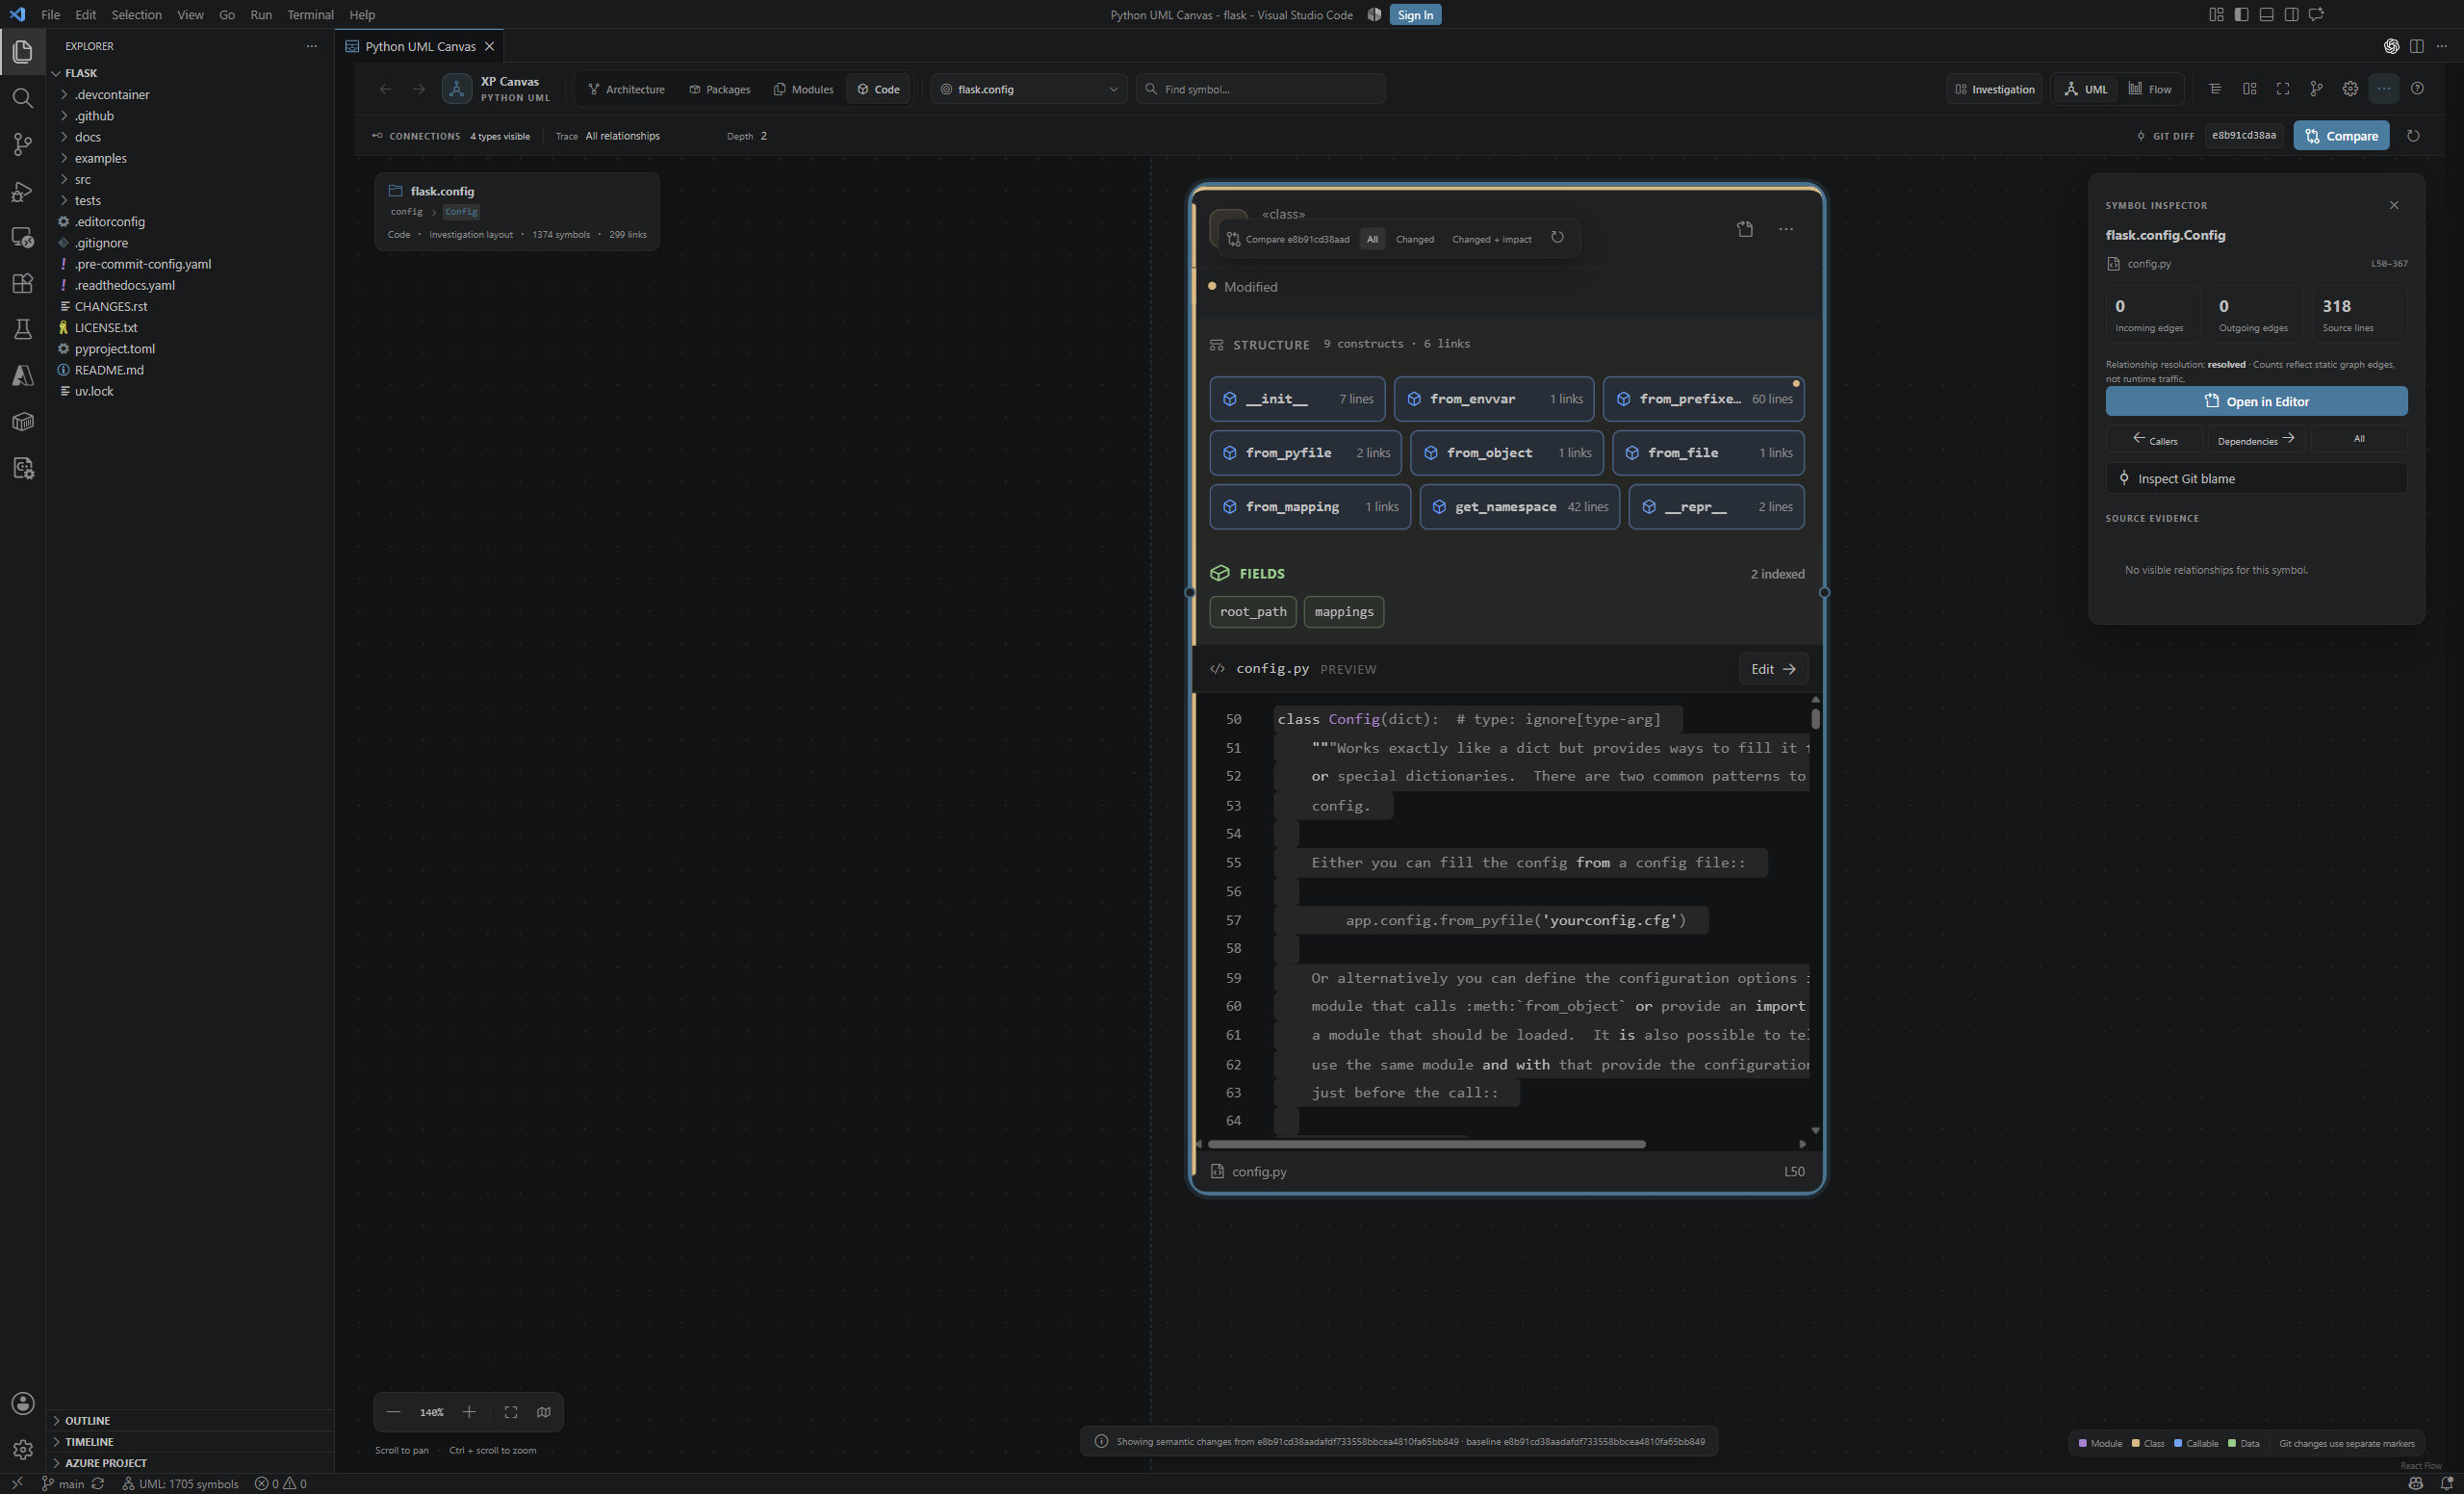 File Edit Selection View Go Run Terminal Help
Python UML Canvas - flask - Visual Studio Code
Sign In
EXPLORER
FLASK
.devcontainer
.github
docs
examples
src
tests
.editorconfig
.gitignore
! .pre-commit-config.yaml
! .readthedocs.yaml
CHANGES.rst
LICENSE.txt
pyproject.toml
README.md
uv.lock
OUTLINE
TIMELINE
AZURE PROJECT
Python UML Canvas
XP Canvas
PYTHON UML
Architecture Packages Modules Code
flask.config
Find symbol...
Investigation UML Flow
CONNECTIONS 4 types visible Trace All relationships Depth 2
GIT DIFF e8b91cd38aa Compare
flask.config
config > Config
Code · Investigation layout · 1374 symbols · 299 links
«class»
Compare e8b91cd38aad All Changed Changed + impact
Modified
STRUCTURE 9 constructs · 6 links
__init__ 7 lines from_envvar 1 links from_prefixe… 60 lines
from_pyfile 2 links from_object 1 links from_file 1 links
from_mapping 1 links get_namespace 42 lines __repr__ 2 lines
FIELDS 2 indexed
root_path mappings
</> config.py PREVIEW Edit →
50 class Config(dict):  # type: ignore[type-arg]
51 """Works exactly like a dict but provides ways to fill it
52 or special dictionaries.  There are two common patterns to
53 config.
54
55 Either you can fill the config from a config file::
56
57 app.config.from_pyfile('yourconfig.cfg')
58
59 Or alternatively you can define the configuration options
60 module that calls :meth:`from_object` or provide an import
61 a module that should be loaded.  It is also possible to
62 use the same module and with that provide the configuration
63 just before the call::
64
config.py L50
SYMBOL INSPECTOR
flask.config.Config
config.py L50–367
0 0 318
Incoming edges Outgoing edges Source lines
Relationship resolution: resolved · Counts reflect static graph edges,
not runtime traffic.
Open in Editor
← Callers Dependencies → All
Inspect Git blame
SOURCE EVIDENCE
No visible relationships for this symbol.
140%
Scroll to pan · Ctrl + scroll to zoom
Showing semantic changes from e8b91cd38aadafdf733558bbcea4810fa65bb849 · baseline e8b91cd38aadafdf733558bbcea4810fa65bb849
Module Class Callable Data Git changes use separate markers
React Flow
main UML: 1705 symbols 0 0